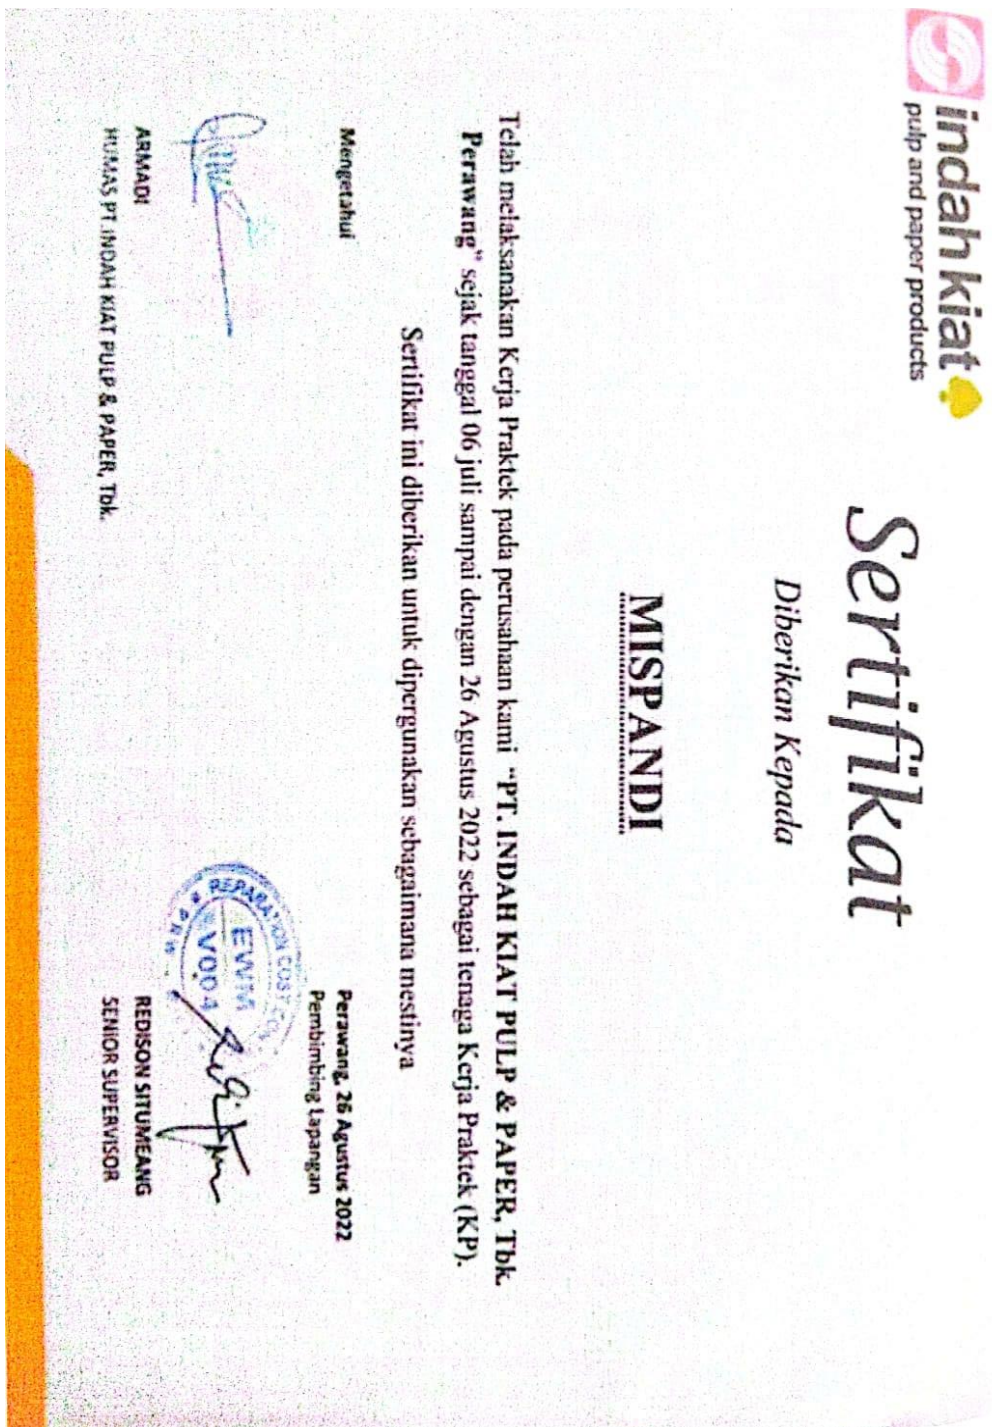 indah kiat
pulp and paper products
Sertifikat
Diberikan Kepada
MISPANDI
Telah melaksanakan Kerja Praktek pada perusahaan kami "PT. INDAH KIAT PULP & PAPER, Tbk.
Perawang" sejak tanggal 06 juli sampai dengan 26 Agustus 2022 sebagai tenaga Kerja Praktek (KP).
Sertifikat ini diberikan untuk dipergunakan sebagaimana mestinya
Mengetahui
ARMADI
HUMAS PT. INDAH KIAT PULP & PAPER, Tbk.
Perawang, 26 Agustus 2022
Pembimbing Lapangan
EWM
V004
REDISON SITUMEANG
SENIOR SUPERVISOR